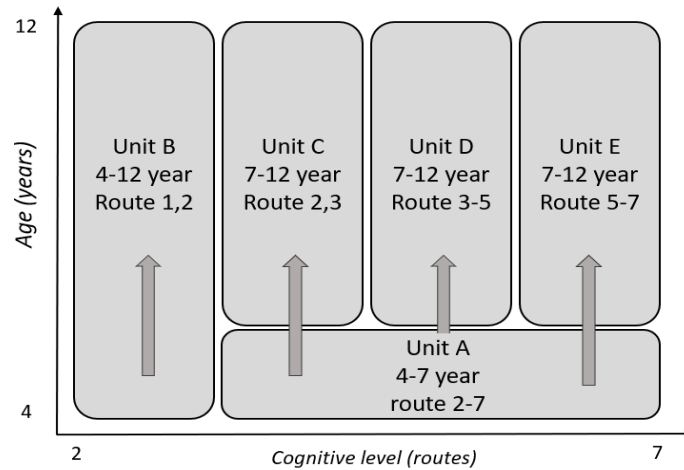 12
Age (years)
Unit B
4-12 year
Route 1,2
Unit C
7-12 year
Route 2,3
Unit D
7-12 year
Route 3-5
Unit E
7-12 year
Route 5-7
Unit A
4-7 year
route 2-7
4
2
Cognitive level (routes)
7